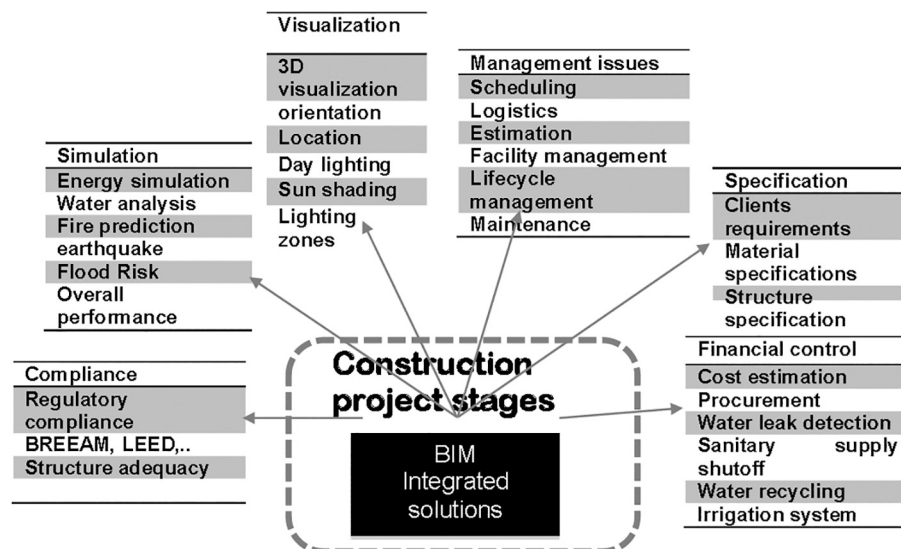 Visualization
3D
visualization
orientation
Location
Day lighting
Sun shading
Lighting
zones
Management issues
Scheduling
Logistics
Estimation
Facility management
Lifecycle
management
Maintenance
Simulation
Energy simulation
Water analysis
Fire prediction
earthquake
Flood Risk
Overall
performance
Specification
Clients
requirements
Material
specifications
Structure
specification
Compliance
Regulatory
compliance
BREEAM, LEED,..
Structure adequacy
Construction
project stages
BIM
Integrated
solutions
Financial control
Cost estimation
Procurement
Water leak detection
Sanitary supply
shutoff
Water recycling
Irrigation system